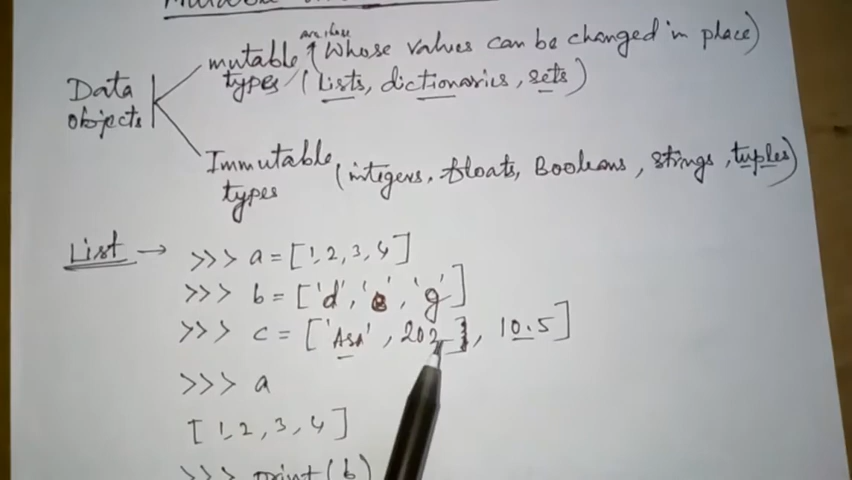 Data objects
mutable types (Whose values can be changed in place)
(Lists, dictionaries, sets)
Immutable types (integers, floats, Booleans, strings, tuples)
List → >>> a = [1, 2, 3, 4]
>>> b = ['d', 'e', 'g']
>>> c = ['Asa', 202, 10.5]
>>> a
[1, 2, 3, 4]
>>> print(b)